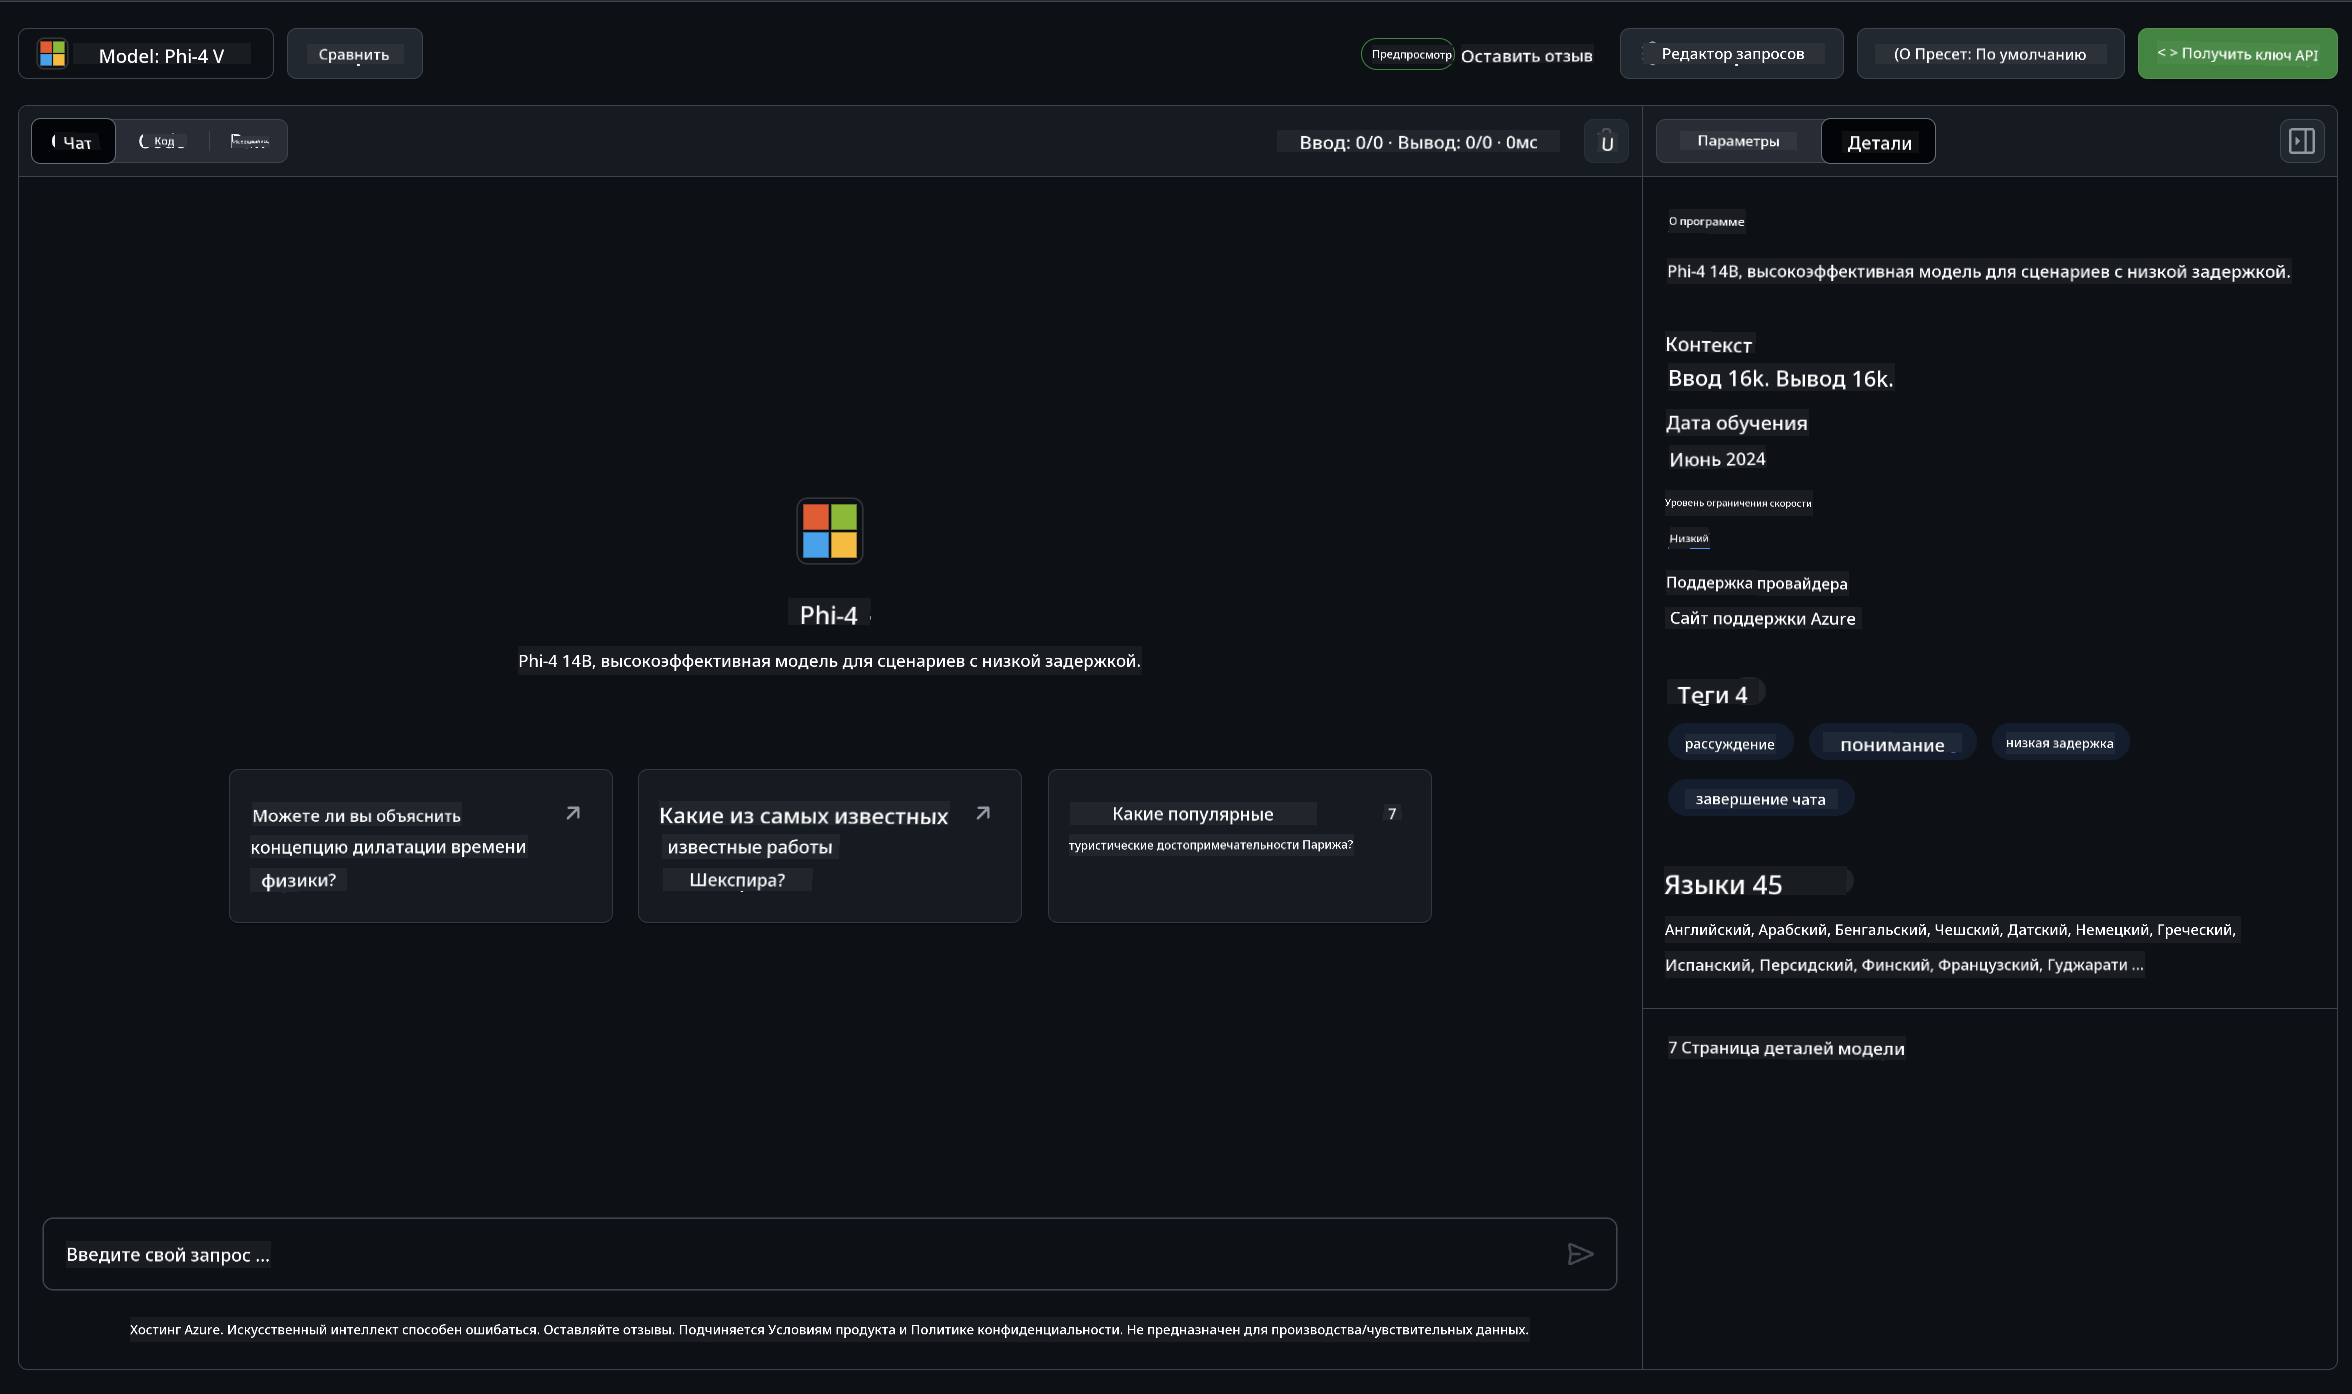 Model: Phi-4 V
Сравнить
Предпросмотр
Оставить отзыв
Редактор запросов
(О Пресет: По умолчанию
< > Получить ключ API
Чат
Код
Ввод: 0/0 · Вывод: 0/0 · 0мс
U
Параметры
Детали
О программе
Phi-4 14B, высокоэффективная модель для сценариев с низкой задержкой.
Контекст
Ввод 16k. Вывод 16k.
Дата обучения
Июнь 2024
Уровень ограничения скорости
Низкий
Поддержка провайдера
Сайт поддержки Azure
Теги 4
рассуждение
понимание
низкая задержка
завершение чата
Языки 45
Английский, Арабский, Бенгальский, Чешский, Датский, Немецкий, Греческий,
Испанский, Персидский, Финский, Французский, Гуджарати ...
7 Страница деталей модели
Phi-4
Phi-4 14B, высокоэффективная модель для сценариев с низкой задержкой.
Можете ли вы объяснить
концепцию дилатации времени
физики?
Какие из самых известных
известные работы
Шекспира?
Какие популярные
7
туристические достопримечательности Парижа?
Введите свой запрос ...
Хостинг Azure. Искусственный интеллект способен ошибаться. Оставляйте отзывы. Подчиняется Условиям продукта и Политике конфиденциальности. Не предназначен для производства/чувствительных данных.